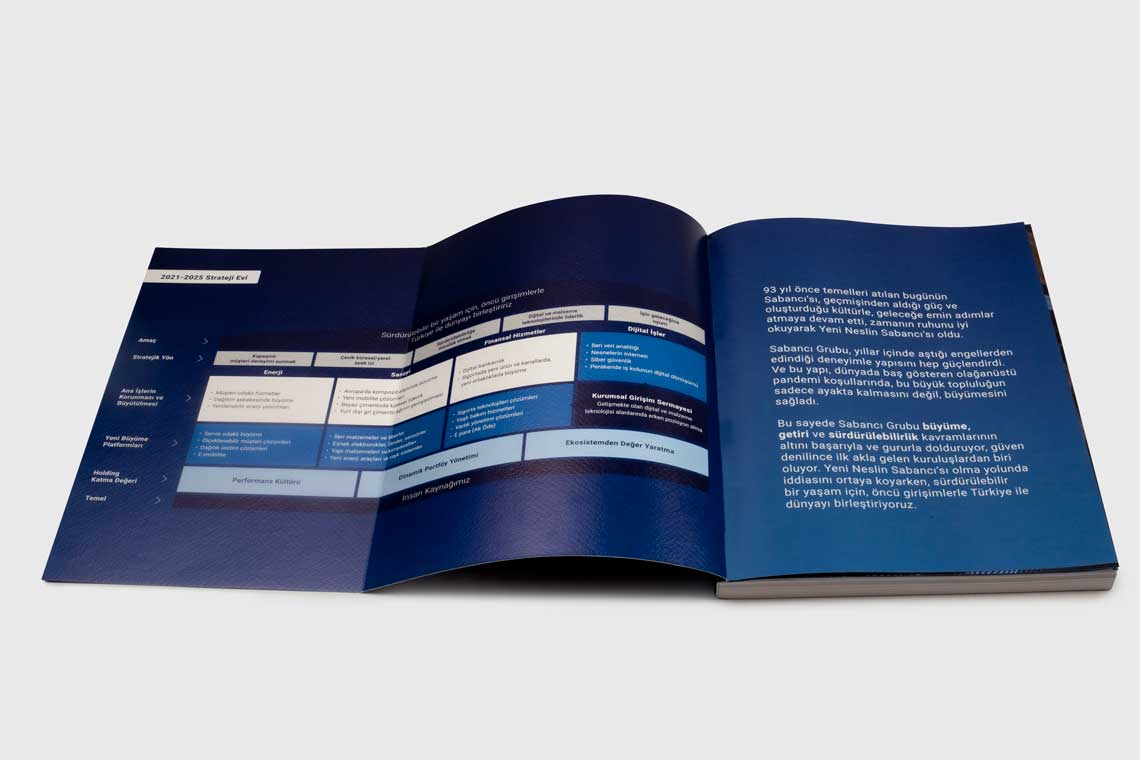 2021-2025 Strateji Evi
Amaç
Sürdürülebilir bir yaşam için, öncü girişimlerle
Türkiye ile dünyayı birleştiririz
Stratejik Yön
Kapsamlı
müşteri deneyimi sunmak
Çevik küresel/yerel
ayak izi
Sürdürülebilirliğe
Dijital ve malzeme
teknolojilerinde liderlik
İşin geleceğine
uyum
Ana İşlerin
Korunması ve
Büyütülmesi
Enerji
• Müşteri odaklı hizmetler
• Dağıtım şebekesinde büyüme
• Yenilenebilir enerji yatırımları
Sanayi
• Avrupa'da kompozit alanında büyüme
• Yeni mobilite çözümleri
• Beyaz çimentoda küresel liderlik
• Yurt dışı gri çimento ağının genişletilmesi
Finansal Hizmetler
• Dijital bankacılık
• Sigortada yeni ürün ve kanallarda,
yeni ortaklıklarla büyüme
Dijital İşler
• İleri veri analitiği
• Nesnelerin interneti
• Siber güvenlik
• Perakende iş kolunun dijital dönüşümü
Yeni Büyüme
Platformları
• Servis odaklı büyüme
• Ölçeklenebilir müşteri çözümleri
• Dağıtık üretim çözümleri
• E-mobilite
• İleri malzemeler ve
• Esnek elektronikler,
• Yapı malzemeleri
• Yeni enerji araçları ve
• Sigorta teknolojileri çözümleri
• Yaşlı bakım hizmetleri
• Varlık yönetimi çözümleri
• E para (Ak Öde)
Kurumsal Girişim Sermayesi
Gelişmekte olan dijital ve malzeme
teknolojisi alanlarında erken pozisyon alma
Holding
Katma Değeri
Performans Kültürü
Dinamik Portföy Yönetimi
Ekosistemden Değer Yaratma
Temel
İnsan Kaynağımız
93 yıl önce temelleri atılan bugünün
Sabancı'sı, geçmişinden aldığı güç ve
oluşturduğu kültürle, geleceğe emin adımlar
atmaya devam etti, zamanın ruhunu iyi
okuyarak Yeni Neslin Sabancı'sı oldu.
Sabancı Grubu, yıllar içinde aştığı engellerden
edindiği deneyimle yapısını hep güçlendirdi.
Ve bu yapı, dünyada baş gösteren olağanüstü
pandemi koşullarında, bu büyük topluluğun
sadece ayakta kalmasını değil, büyümesini
sağladı.
Bu sayede Sabancı Grubu büyüme,
getiri ve sürdürülebilirlik kavramlarının
altını başarıyla ve gururla dolduruyor, güven
denilince ilk akla gelen kuruluşlardan biri
oluyor. Yeni Neslin Sabancı'sı olma yolunda
iddiasını ortaya koyarken, sürdürülebilir
bir yaşam için, öncü girişimlerle Türkiye ile
dünyayı birleştiriyoruz.